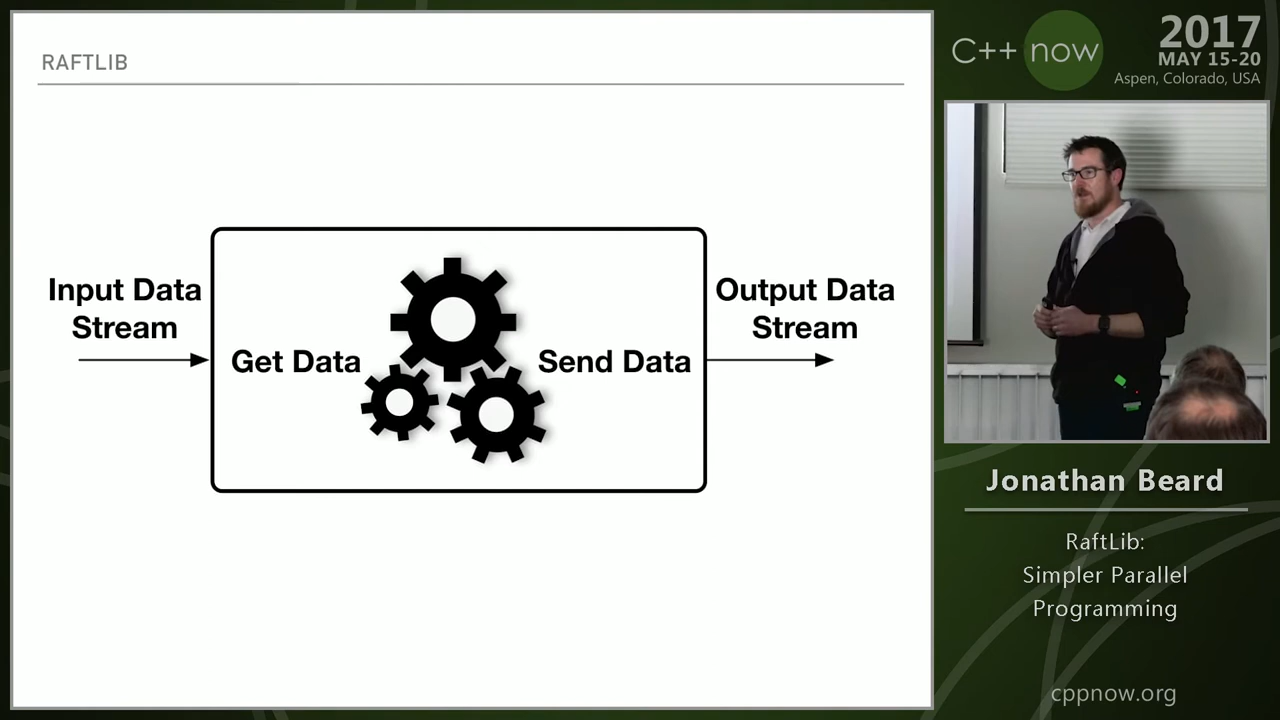 RAFTLIB
Input Data
Stream
Get Data
Send Data
Output Data
Stream
C++ now
2017
MAY 15-20
Aspen, Colorado, USA
Jonathan Beard
RaftLib:
Simpler Parallel
Programming
cppnow.org